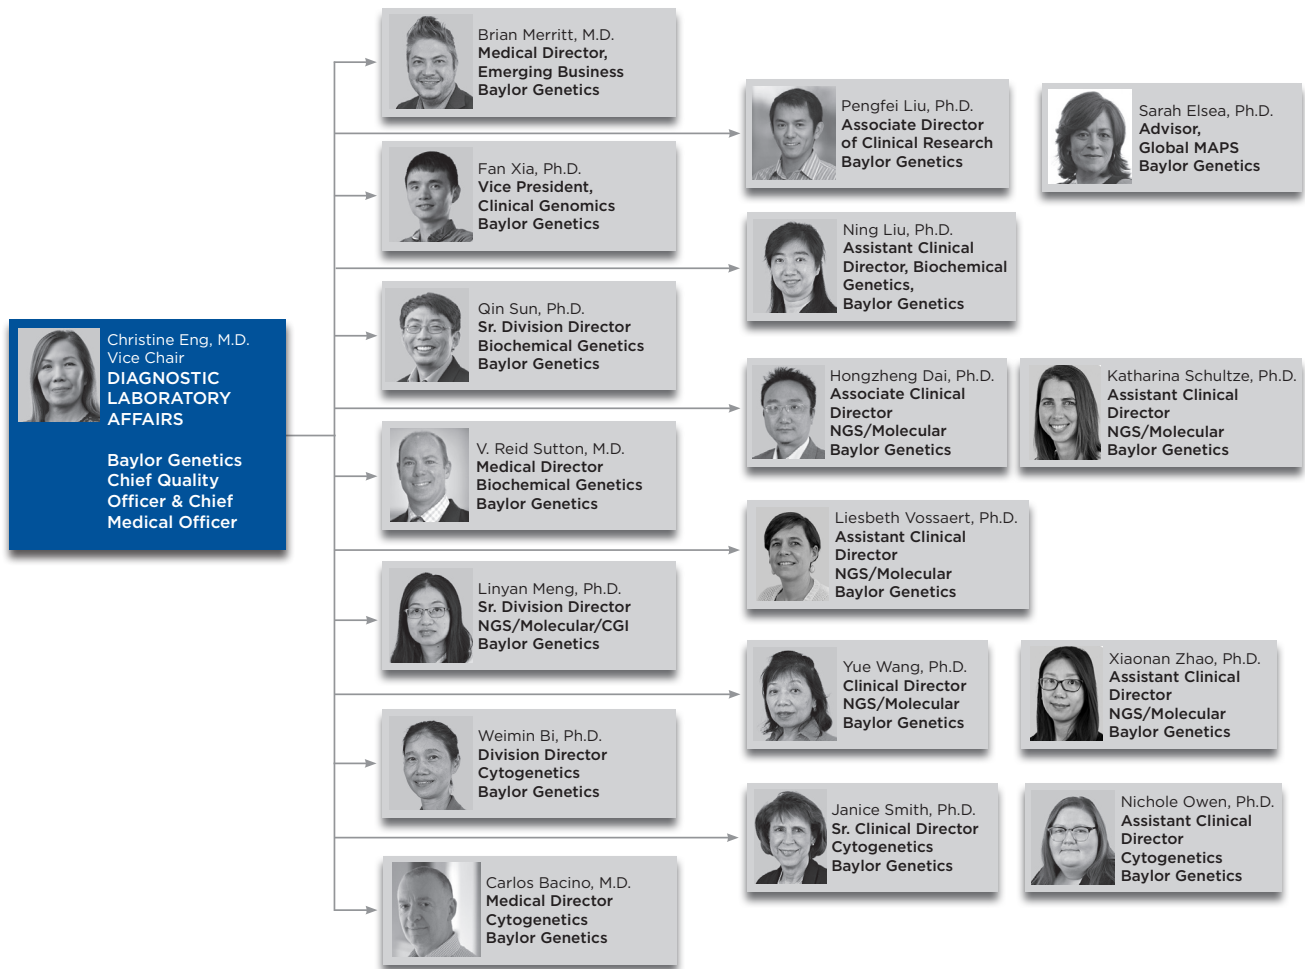 Christine Eng, M.D.
Vice Chair
DIAGNOSTIC
LABORATORY
AFFAIRS
Baylor Genetics
Chief Quality
Officer & Chief
Medical Officer
Brian Merritt, M.D.
Medical Director,
Emerging Business
Baylor Genetics
Fan Xia, Ph.D.
Vice President,
Clinical Genomics
Baylor Genetics
Qin Sun, Ph.D.
Sr. Division Director
Biochemical Genetics
Baylor Genetics
V. Reid Sutton, M.D.
Medical Director
Biochemical Genetics
Baylor Genetics
Linyan Meng, Ph.D.
Sr. Division Director
NGS/Molecular/CGI
Baylor Genetics
Weimin Bi, Ph.D.
Division Director
Cytogenetics
Baylor Genetics
Carlos Bacino, M.D.
Medical Director
Cytogenetics
Baylor Genetics
Pengfei Liu, Ph.D.
Associate Director
of Clinical Research
Baylor Genetics
Sarah Elsea, Ph.D.
Advisor,
Global MAPS
Baylor Genetics
Ning Liu, Ph.D.
Assistant Clinical
Director, Biochemical
Genetics,
Baylor Genetics
Hongzheng Dai, Ph.D.
Associate Clinical
Director
NGS/Molecular
Baylor Genetics
Katharina Schultze, Ph.D.
Assistant Clinical
Director
NGS/Molecular
Baylor Genetics
Liesbeth Vossaert, Ph.D.
Assistant Clinical
Director
NGS/Molecular
Baylor Genetics
Yue Wang, Ph.D.
Clinical Director
NGS/Molecular
Baylor Genetics
Xiaonan Zhao, Ph.D.
Assistant Clinical
Director
NGS/Molecular
Baylor Genetics
Janice Smith, Ph.D.
Sr. Clinical Director
Cytogenetics
Baylor Genetics
Nichole Owen, Ph.D.
Assistant Clinical
Director
Cytogenetics
Baylor Genetics